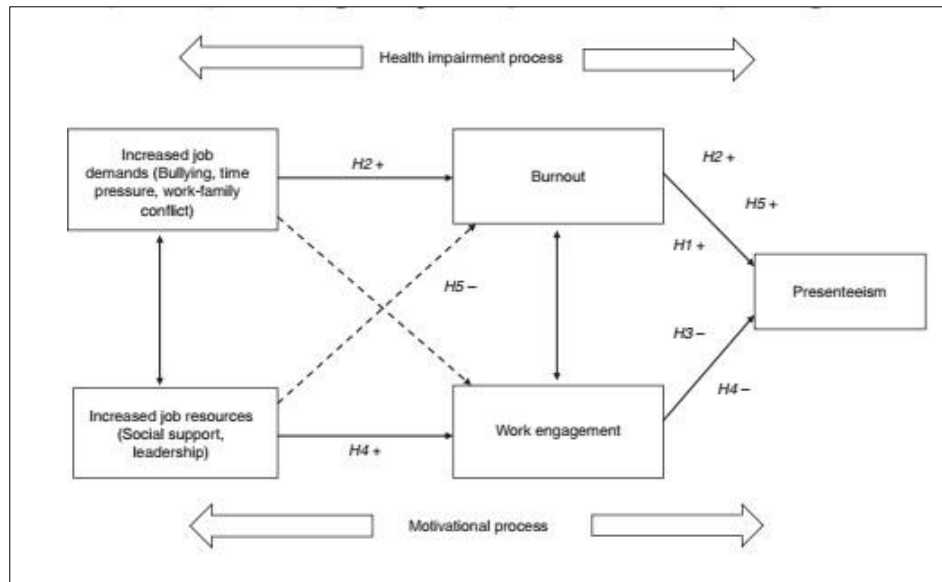 Health impairment process
Increased job
demands (Bullying, time
pressure, work-family
conflict)
H2 +
Burnout
H2 +
H5 +
H1 +
H5 –
Presenteeism
H3 –
H4 –
Increased job resources
(Social support,
leadership)
H4 +
Work engagement
Motivational process